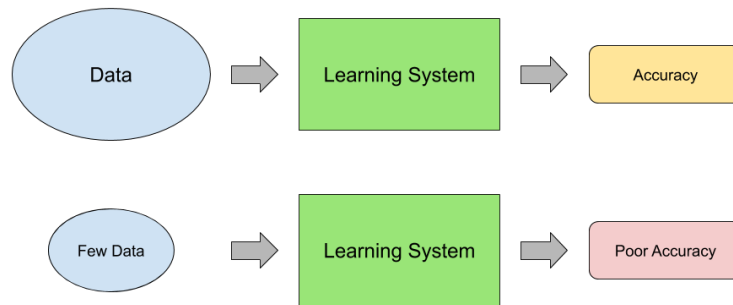 Data
Learning System
Accuracy
Few Data
Learning System
Poor Accuracy